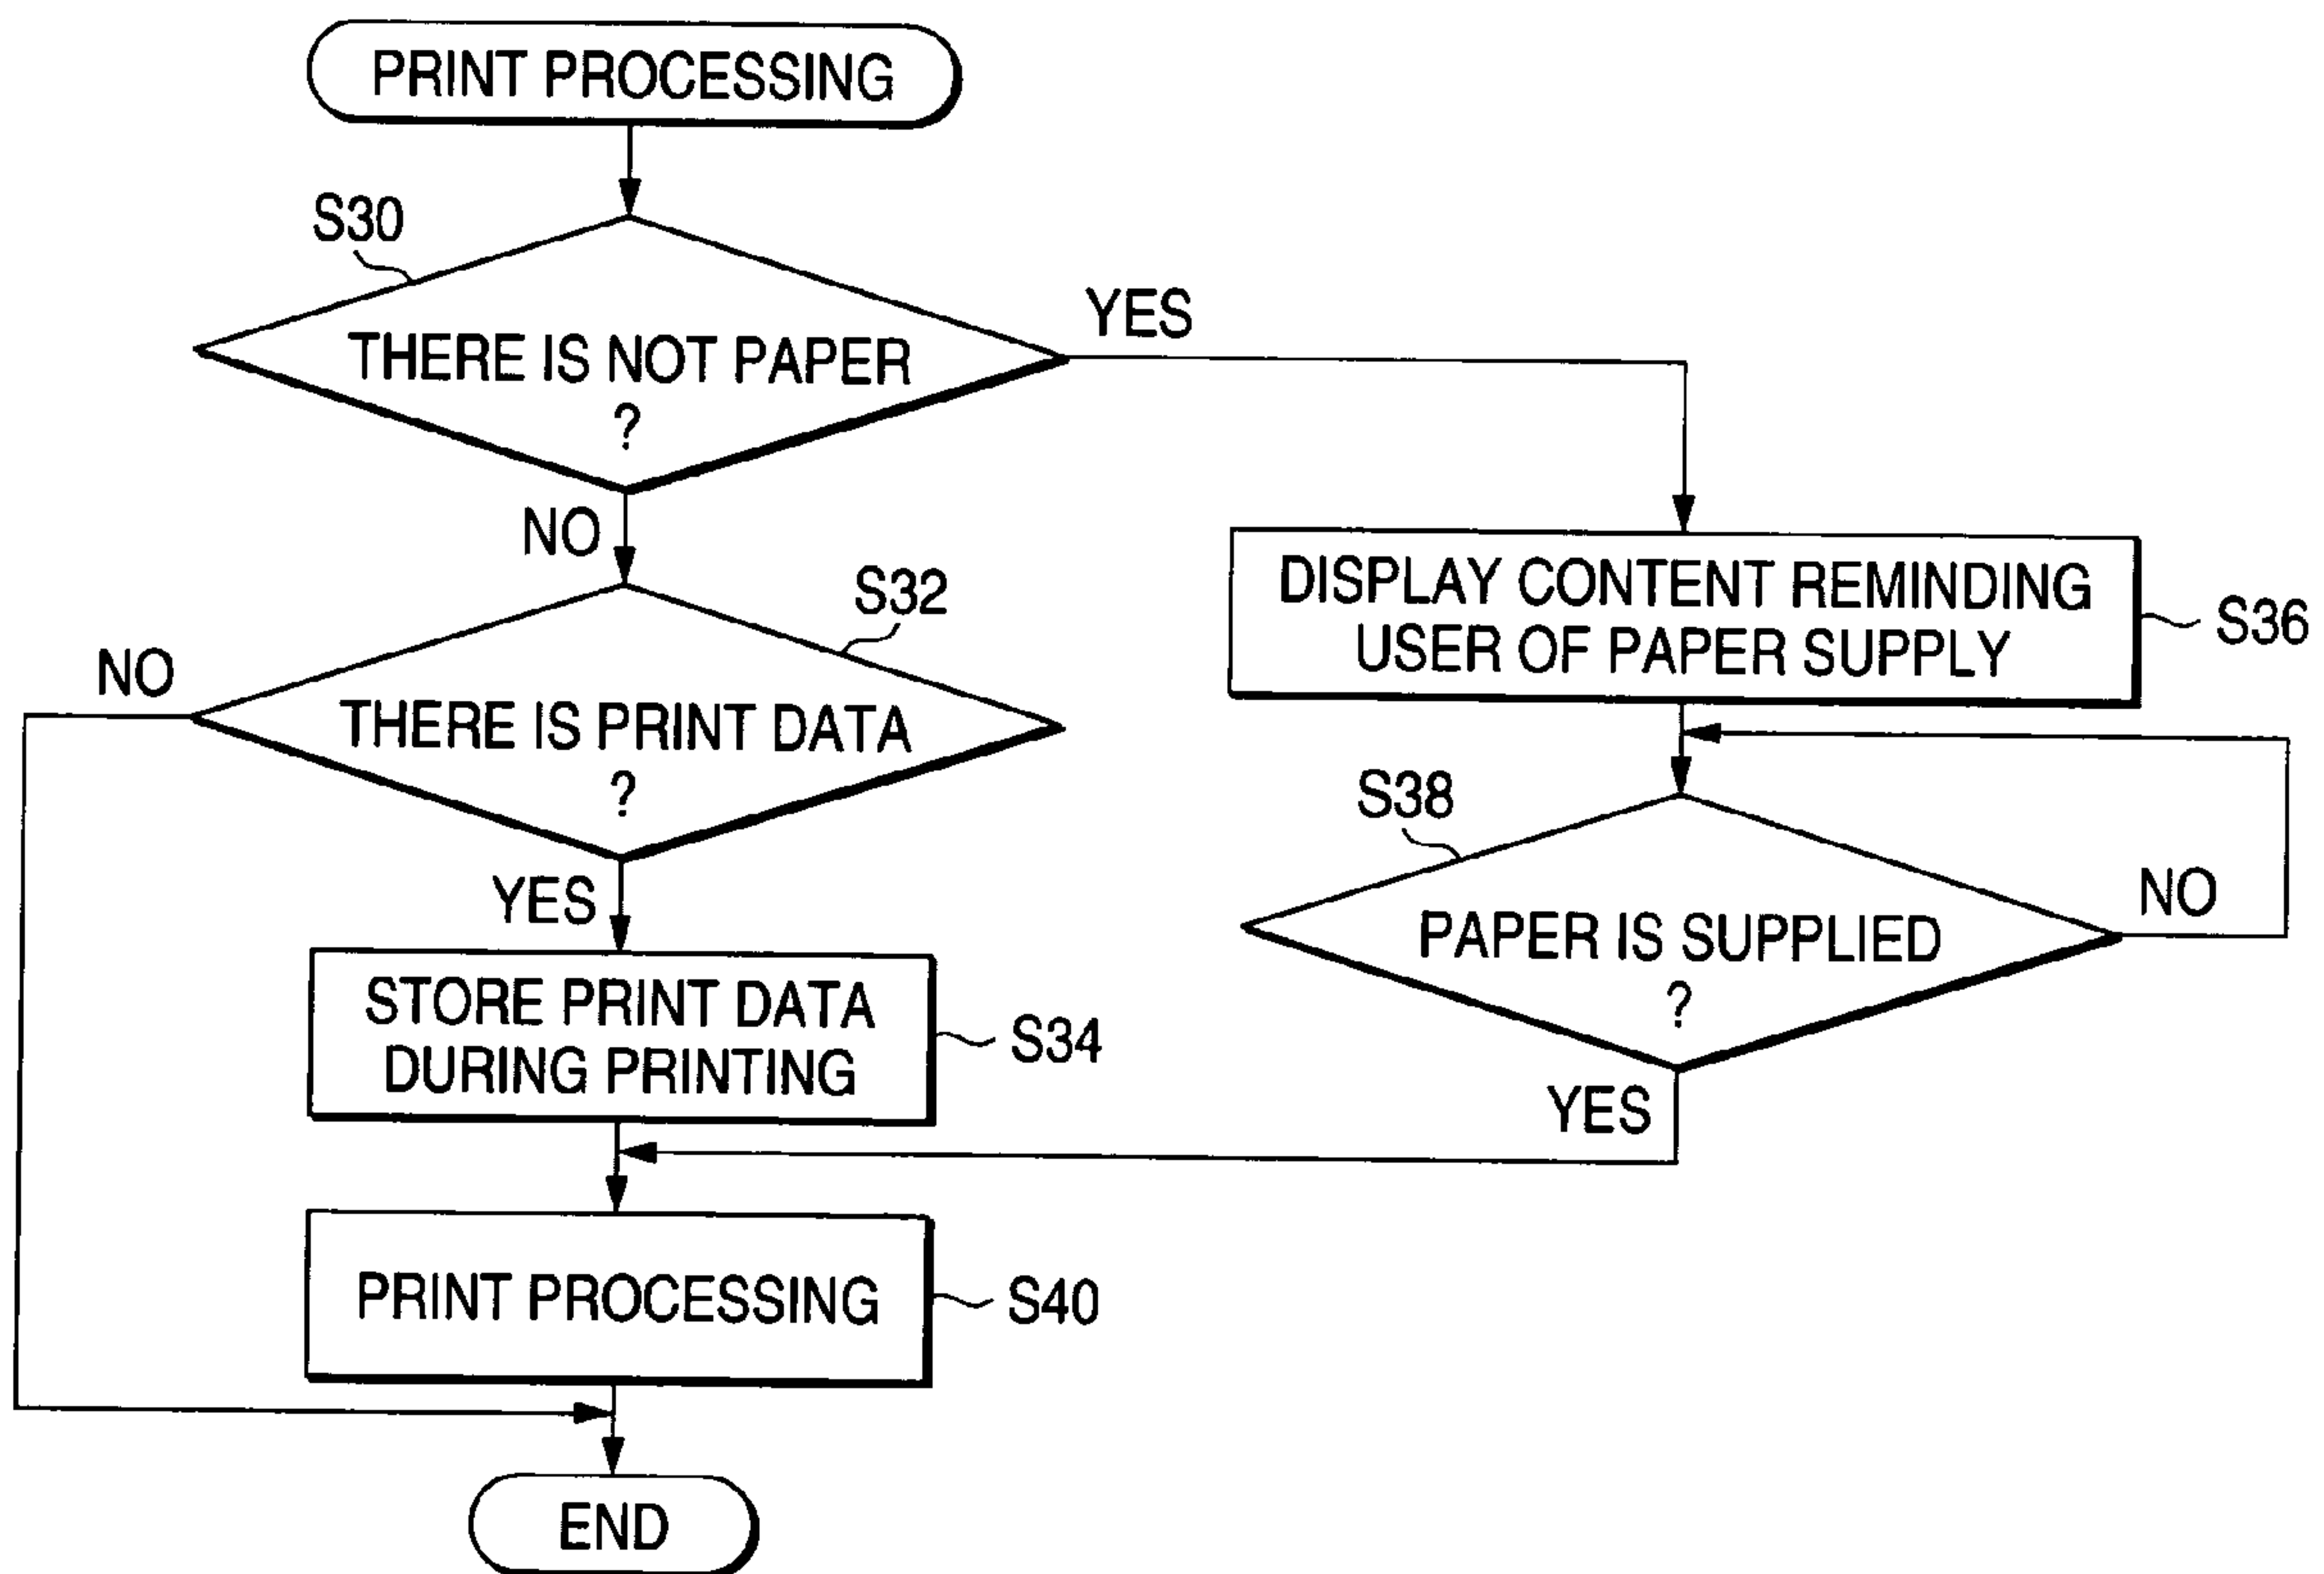 PRINT PROCESSING
S30
THERE IS NOT PAPER
?
YES
NO
S32
THERE IS PRINT DATA
?
NO
YES
STORE PRINT DATA
DURING PRINTING
S34
DISPLAY CONTENT REMINDING
USER OF PAPER SUPPLY
S36
S38
PAPER IS SUPPLIED
?
NO
YES
PRINT PROCESSING
S40
END